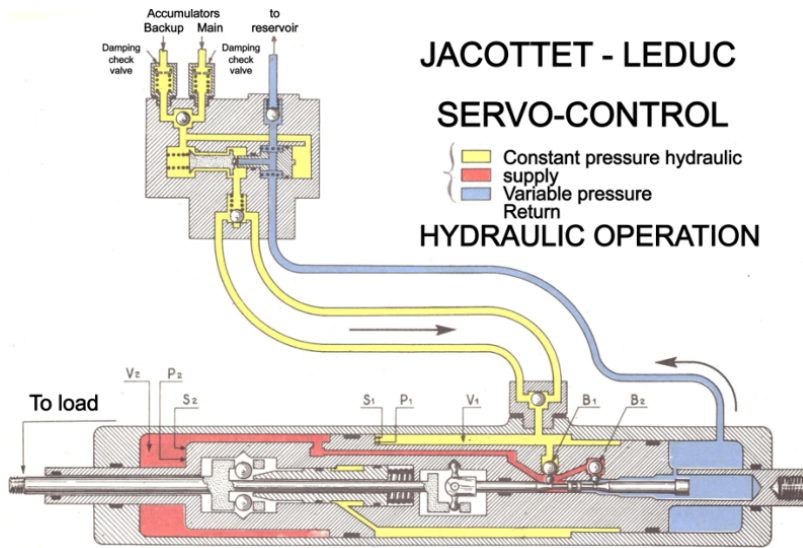 Accumulators
Backup Main
to
reservoir
Damping
check
valve
Damping
check
valve
JACOTTET - LEDUC
SERVO-CONTROL
Constant pressure hydraulic
supply
Variable pressure
Return
HYDRAULIC OPERATION
V2 P2
S2
S1 P1 V1 B1 B2
To load